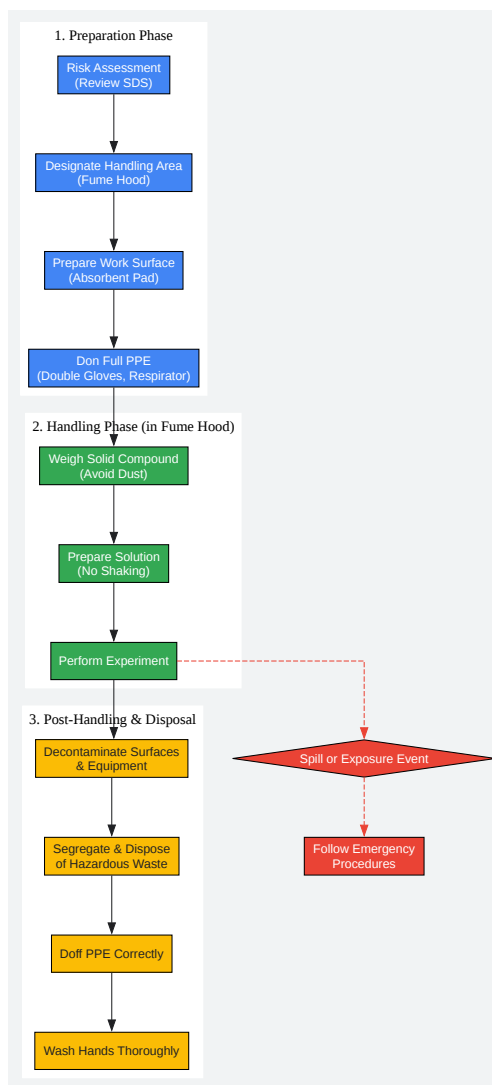 1. Preparation Phase
Risk Assessment
(Review SDS)
Designate Handling Area
(Fume Hood)
Prepare Work Surface
(Absorbent Pad)
Don Full PPE
(Double Gloves, Respirator)
2. Handling Phase (in Fume Hood)
Weigh Solid Compound
(Avoid Dust)
Prepare Solution
(No Shaking)
Perform Experiment
3. Post-Handling & Disposal
Decontaminate Surfaces
& Equipment
Spill or Exposure Event
Segregate & Dispose
of Hazardous Waste
Follow Emergency
Procedures
Doff PPE Correctly
Wash Hands Thoroughly